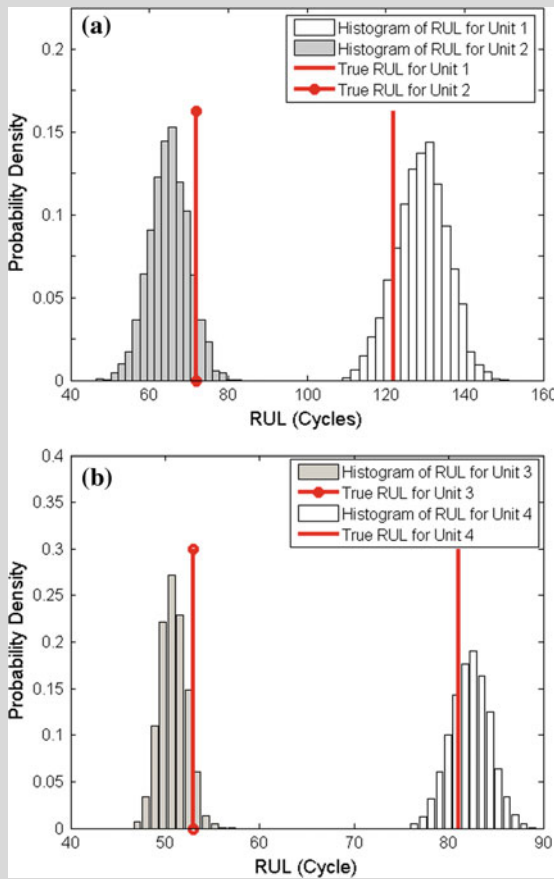 (a)
Histogram of RUL for Unit 1
Histogram of RUL for Unit 2
True RUL for Unit 1
True RUL for Unit 2
0.2
0.15
0.1
0.05
0
Probability Density
40 60 80 100 120 140 160
RUL (Cycles)
(b)
Histogram of RUL for Unit 3
True RUL for Unit 3
Histogram of RUL for Unit 4
True RUL for Unit 4
0.4
0.35
0.3
0.25
0.2
0.15
0.1
0.05
0
Probability Density
40 50 60 70 80 90
RUL (Cycle)